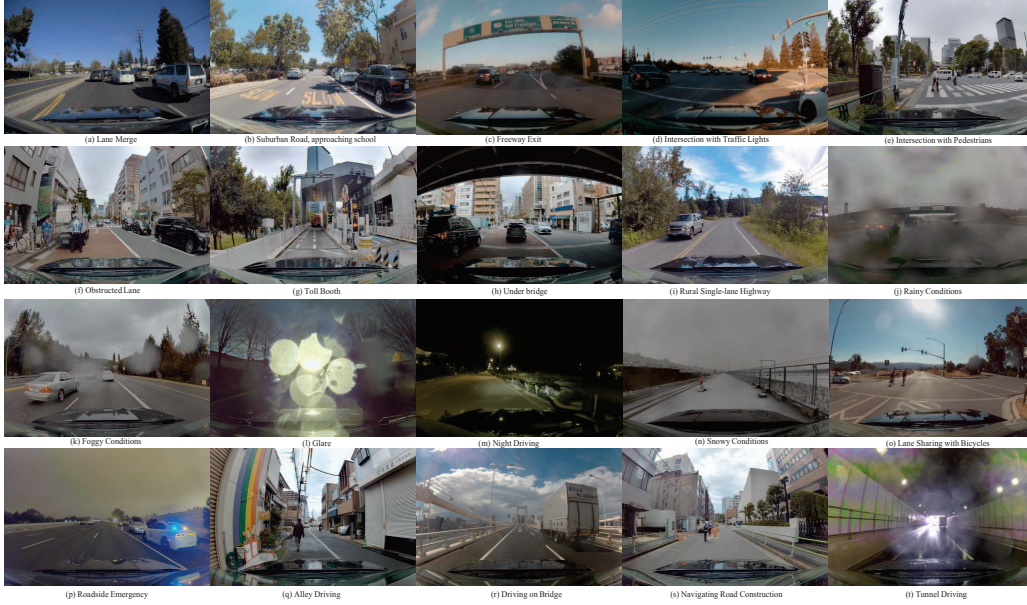 SLOW
(a) Lane Merge
(b) Suburban Road, approaching school
(c) Freeway Exit
(d) Intersection with Traffic Lights
(e) Intersection with Pedestrians
(f) Obstructed Lane
(g) Toll Booth
(h) Under bridge
(i) Rural Single-lane Highway
(j) Rainy Conditions
(k) Foggy Conditions
(l) Glare
(m) Night Driving
(n) Snowy Conditions
(o) Lane Sharing with Bicycles
(p) Roadside Emergency
(q) Alley Driving
(r) Driving on Bridge
(s) Navigating Road Construction
(t) Tunnel Driving